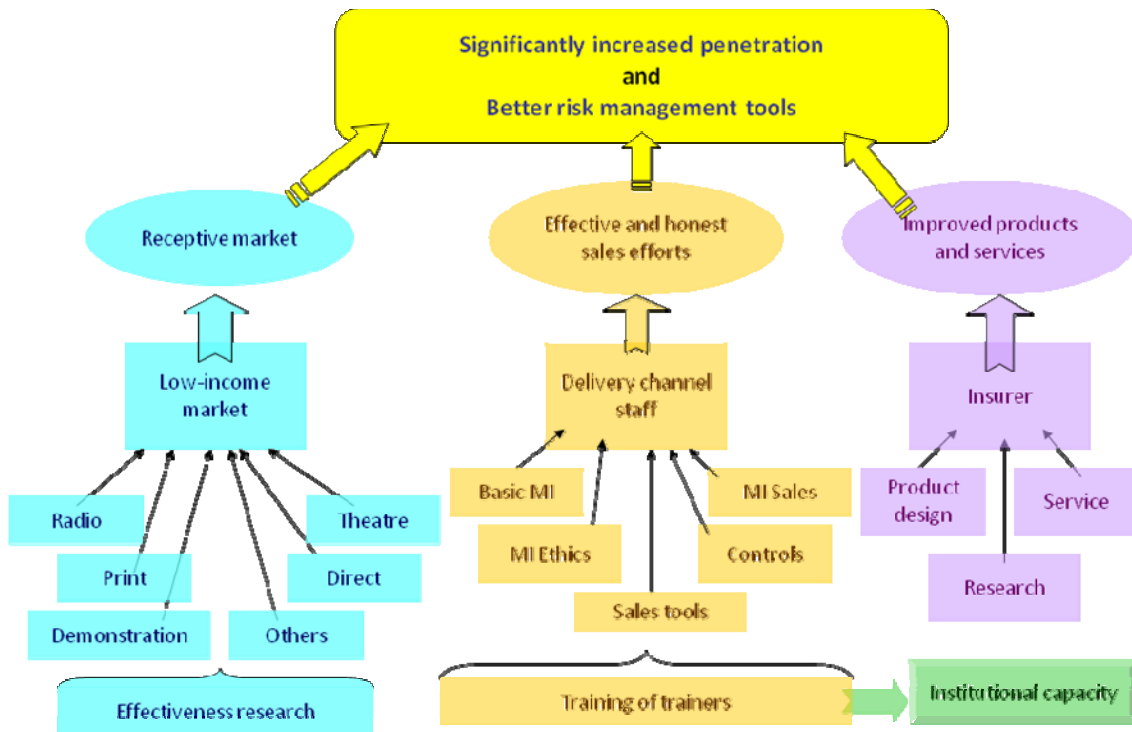 Significantly increased penetration
and
Better risk management tools
Receptive market
Effective and honest
sales efforts
Improved products
and services
Low-income
market
Delivery channel
staff
Insurer
Radio
Theatre
Print
Direct
Demonstration
Others
Basic MI
MI Sales
MI Ethics
Controls
Sales tools
Product
design
Service
Research
Effectiveness research
Training of trainers
Institutional capacity